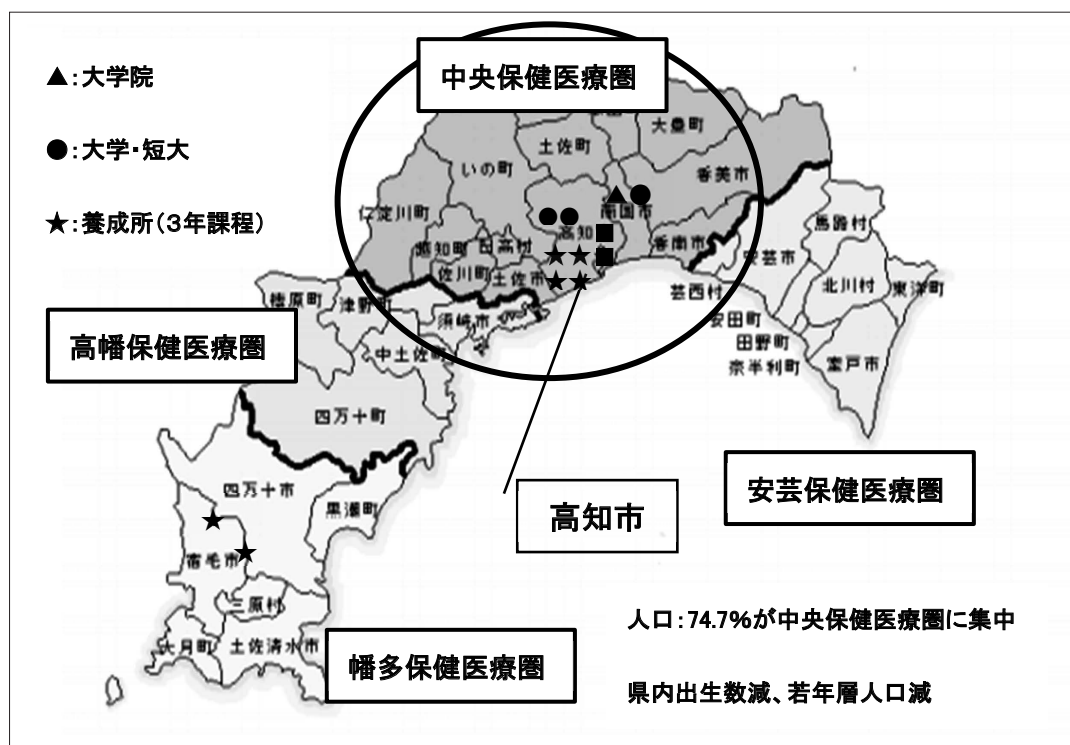 ▲:大学院
●:大学・短大
★:養成所(3年課程)
中央保健医療圏
大豊町
土佐町
いの町
香美市
仁淀川町
南国市
高知
越知町
日高村
香南市
佐川町
土佐市
馬路村
安芸市
北川村
東洋町
芸西村
安田町
田野町
奈半利町
室戸市
梼原町
津野町
須崎市
中土佐町
高幡保健医療圏
四万十町
安芸保健医療圏
高知市
四万十市
黒瀬町
宿毛市
三原村
大月町
土佐清水市
幡多保健医療圏
人口:74.7%が中央保健医療圏に集中
県内出生数減、若年層人口減